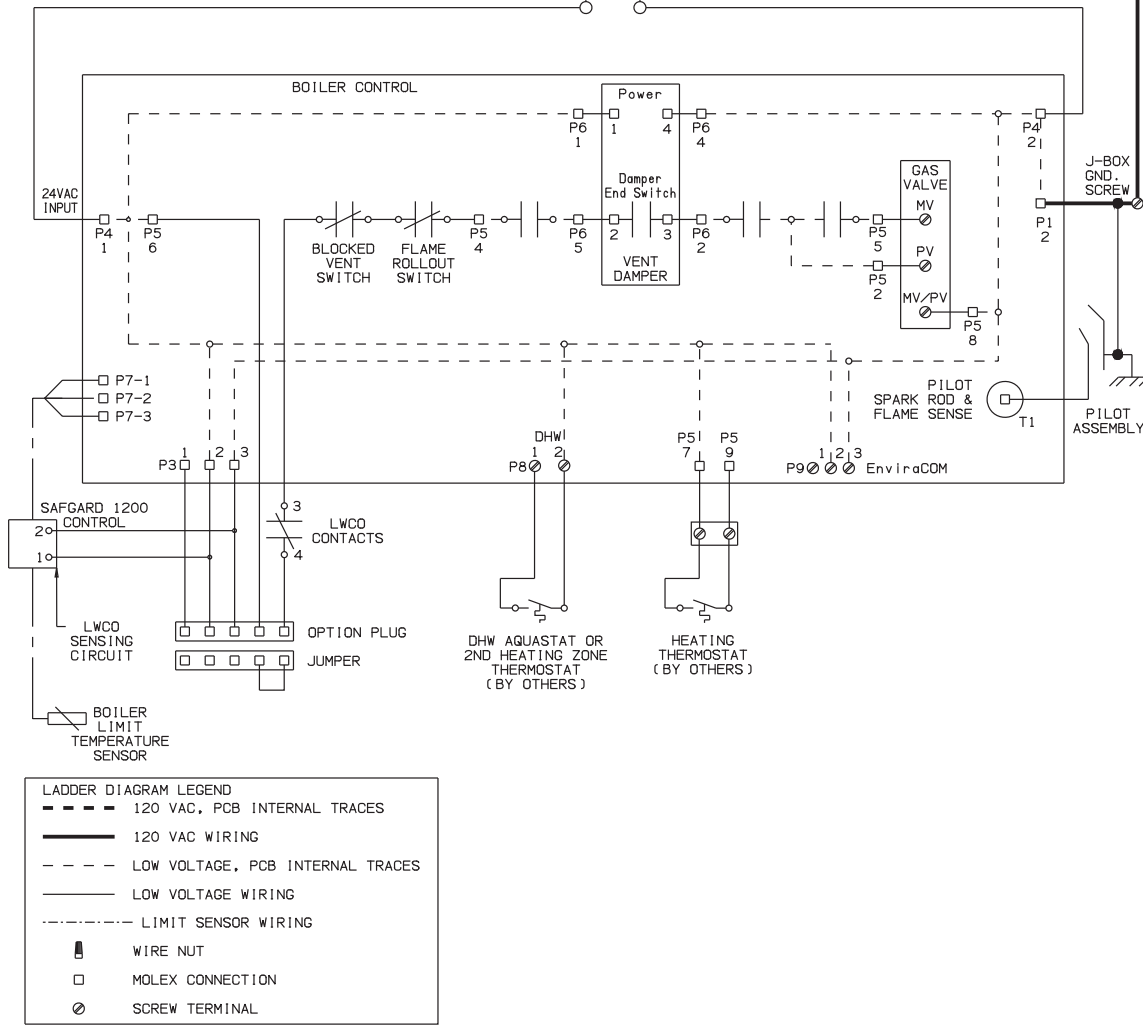 BOILER CONTROL
Power
P6
1
1
4
P6
4
P4
2
J-BOX
GND.
SCREW
24VAC
INPUT
Damper
End Switch
GAS
VALVE
MV
P4
1
P5
6
BLOCKED
VENT
SWITCH
FLAME
ROLLOUT
SWITCH
P5
4
P6
5
2
3
VENT
DAMPER
P6
2
P5
5
P1
2
PV
P5
2
MV/PV
P5
8
P7-1
P7-2
P7-3
PILOT
SPARK ROD &
FLAME SENSE
T1
PILOT
ASSEMBLY
P3
1
2
3
DHW
P8
1
2
P5
7
P5
9
P9
1
2
3
EnviraCOM
SAFGARD 1200
CONTROL
2
1
3
LWCO
CONTACTS
4
LWCO
SENSING
CIRCUIT
OPTION PLUG
JUMPER
DHW AQUASTAT OR
2ND HEATING ZONE
THERMOSTAT
(BY OTHERS)
HEATING
THERMOSTAT
(BY OTHERS)
BOILER
LIMIT
TEMPERATURE
SENSOR
LADDER DIAGRAM LEGEND
120 VAC, PCB INTERNAL TRACES
120 VAC WIRING
LOW VOLTAGE, PCB INTERNAL TRACES
LOW VOLTAGE WIRING
LIMIT SENSOR WIRING
WIRE NUT
MOLEX CONNECTION
SCREW TERMINAL